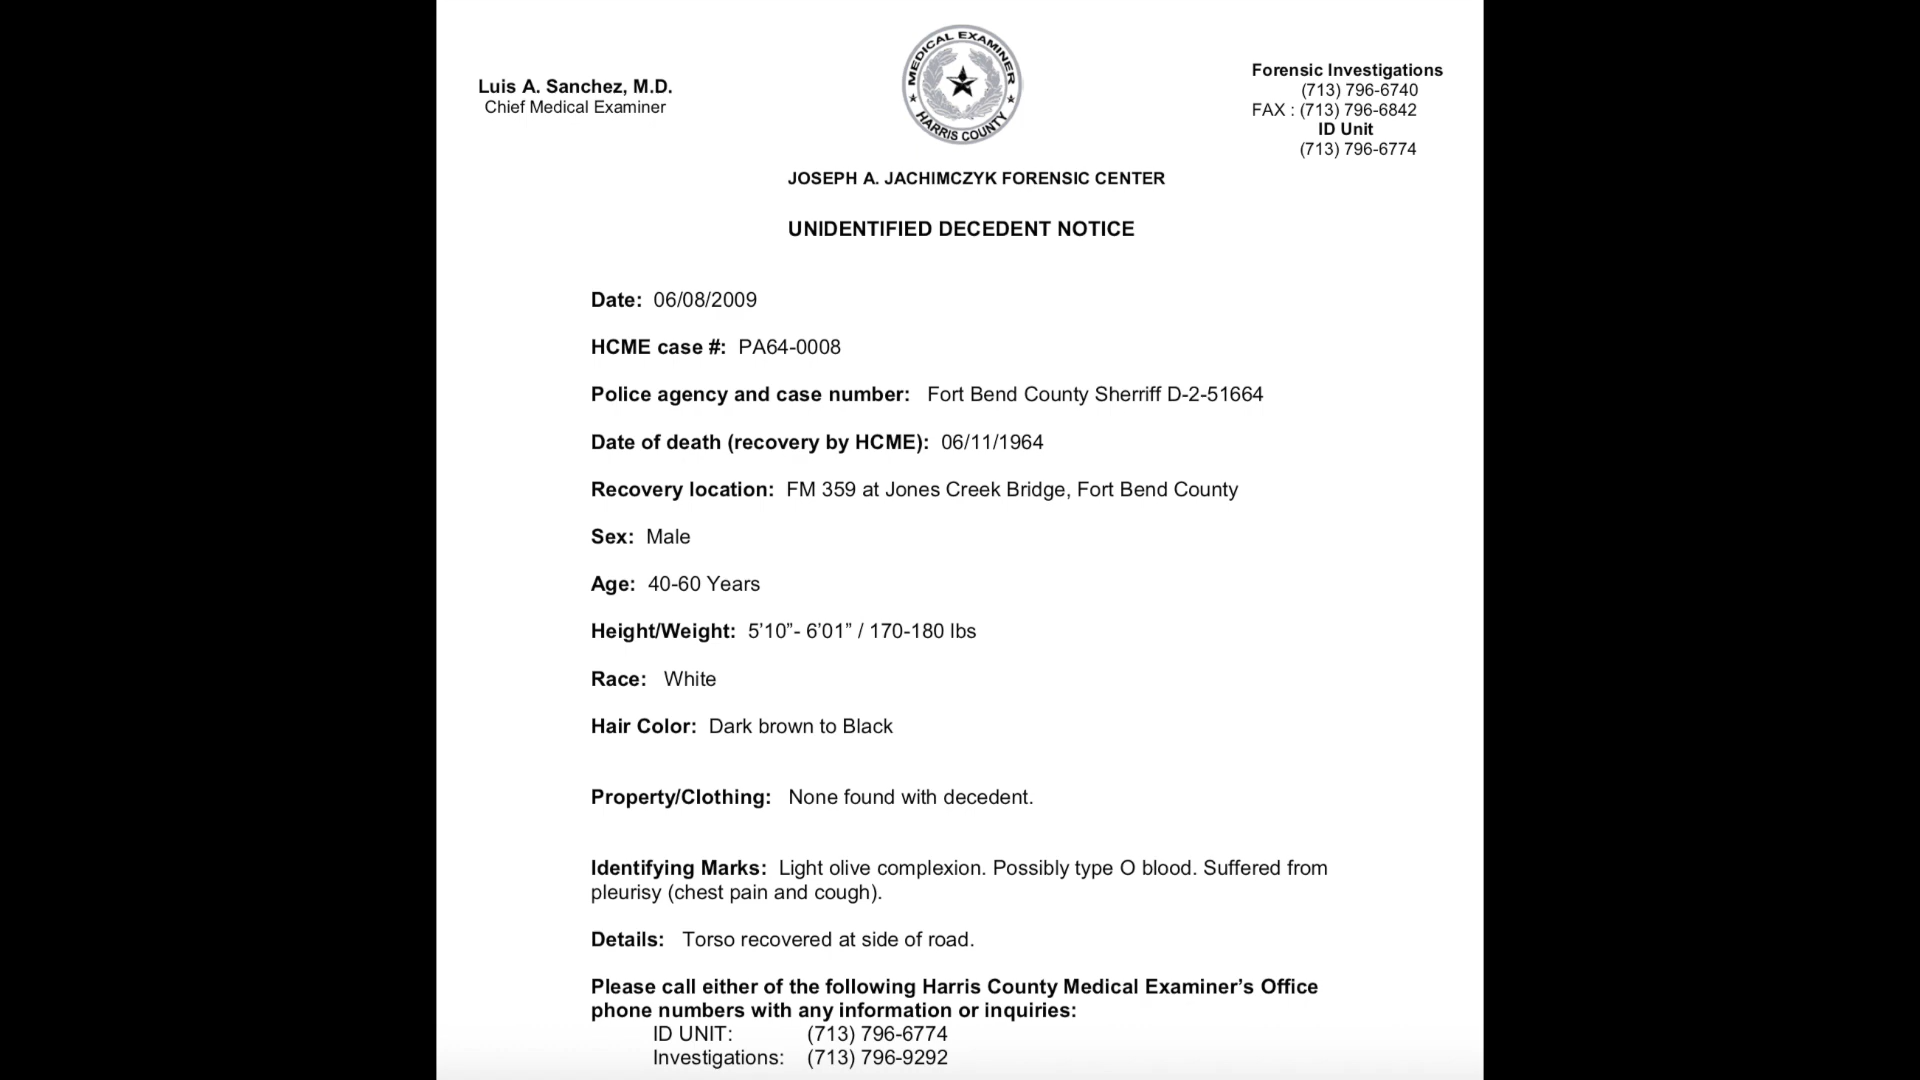 Luis A. Sanchez, M.D.
Chief Medical Examiner
MEDICAL EXAMINER
HARRIS COUNTY
Forensic Investigations
(713) 796-6740
FAX : (713) 796-6842
ID Unit
(713) 796-6774
JOSEPH A. JACHIMCZYK FORENSIC CENTER
UNIDENTIFIED DECEDENT NOTICE
Date: 06/08/2009
HCME case #: PA64-0008
Police agency and case number: Fort Bend County Sherriff D-2-51664
Date of death (recovery by HCME): 06/11/1964
Recovery location: FM 359 at Jones Creek Bridge, Fort Bend County
Sex: Male
Age: 40-60 Years
Height/Weight: 5’10”- 6’01” / 170-180 lbs
Race: White
Hair Color: Dark brown to Black
Property/Clothing: None found with decedent.
Identifying Marks: Light olive complexion. Possibly type O blood. Suffered from
pleurisy (chest pain and cough).
Details: Torso recovered at side of road.
Please call either of the following Harris County Medical Examiner’s Office
phone numbers with any information or inquiries:
ID UNIT: (713) 796-6774
Investigations: (713) 796-9292